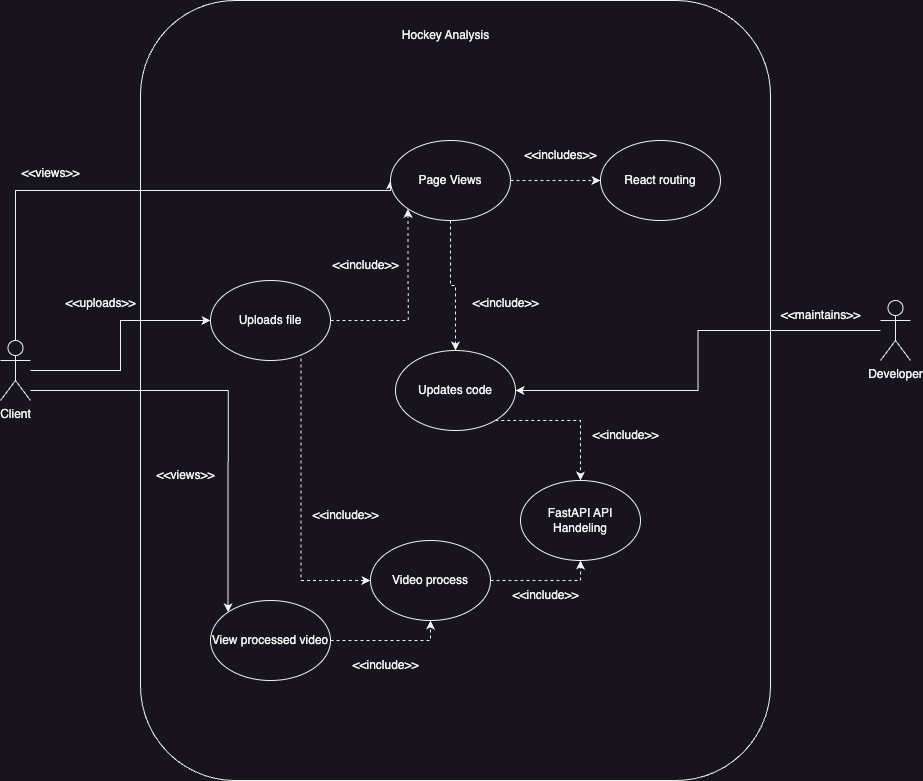 Hockey Analysis
<<includes>>
<<views>>
Page Views
React routing
<<include>>
<<uploads>>
<<include>>
<<maintains>>
Uploads file
Developer
Updates code
Client
<<include>>
<<views>>
FastAPI API
Handeling
<<include>>
Video process
<<include>>
View processed video
<<include>>